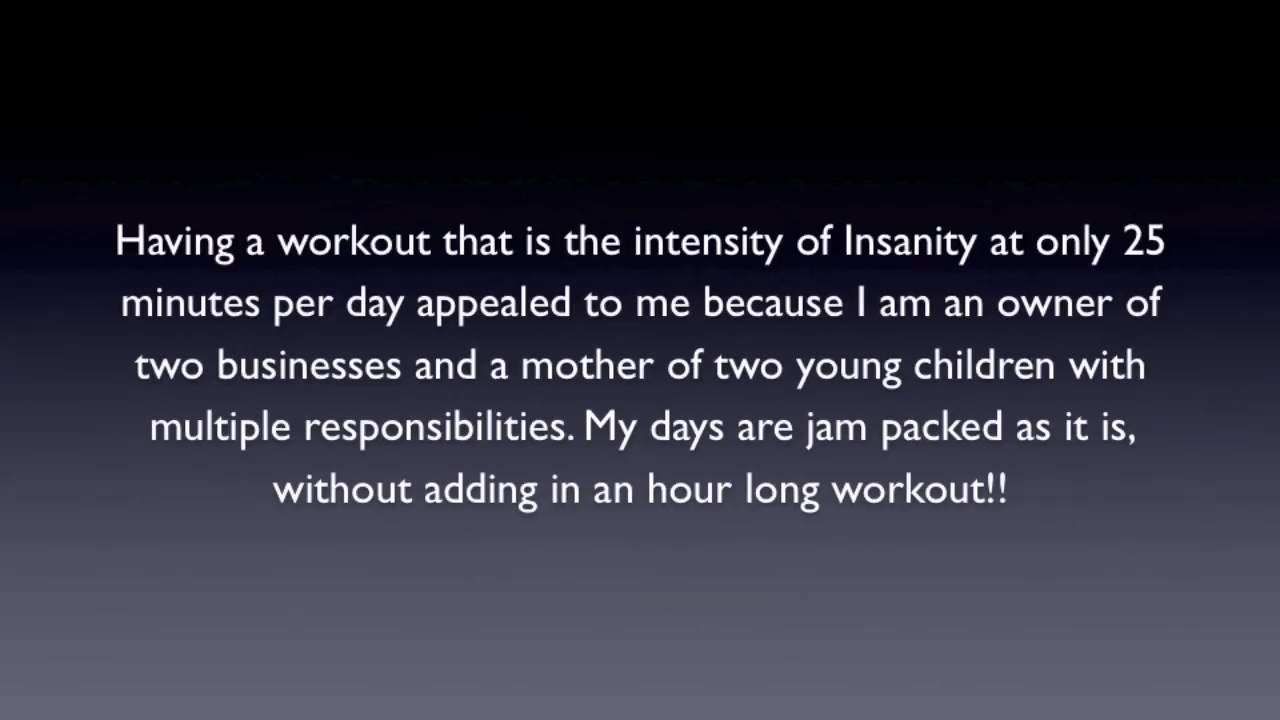 Having a workout that is the intensity of Insanity at only 25
minutes per day appealed to me because I am an owner of
two businesses and a mother of two young children with
multiple responsibilities. My days are jam packed as it is,
without adding in an hour long workout!!